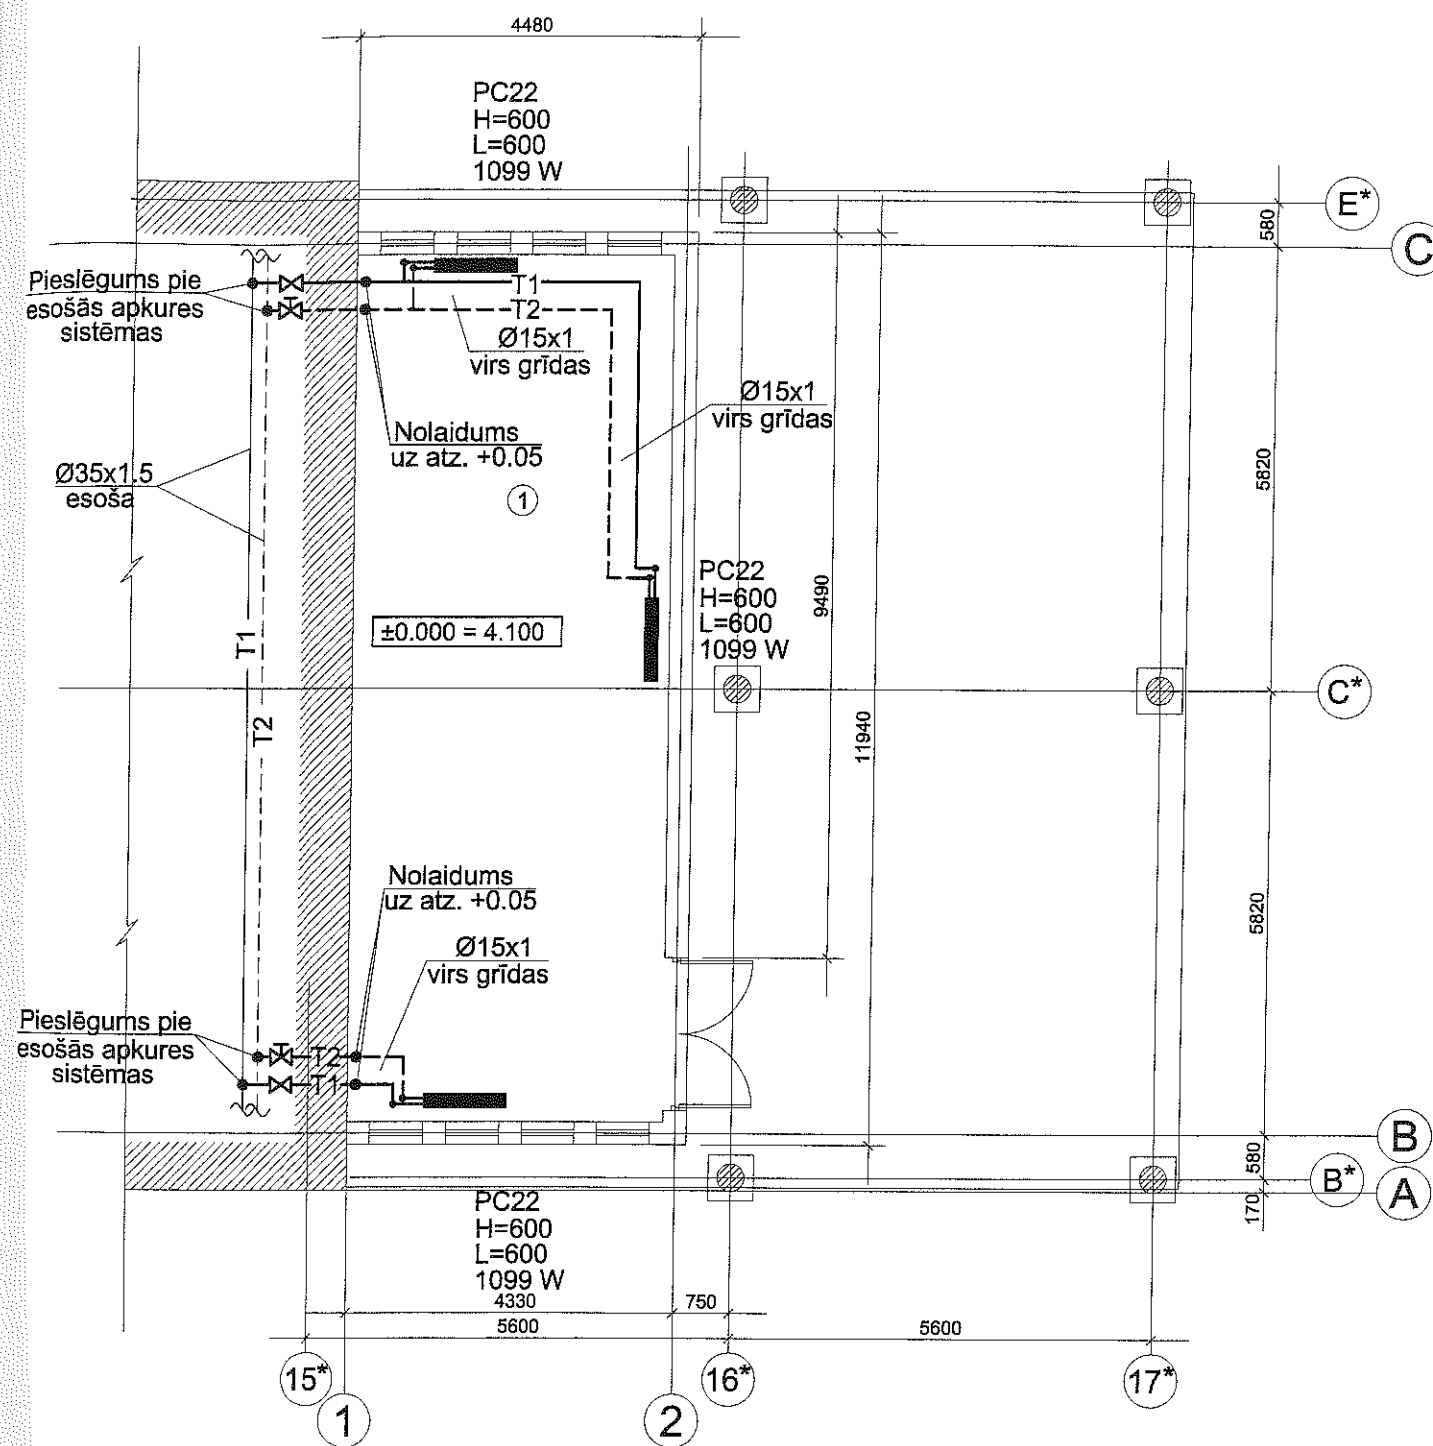 4480
PC22
H=600
L=600
1099 W
E*
580
C
Pieslēgums pie
esošās apkures
sistēmas
T1
T2
Ø15x1
virs grīdas
Ø15x1
virs grīdas
Nolaidums
uz atz. +0.05
Ø35x1.5
esoša
1
5820
PC22
H=600
L=600
1099 W
9490
±0.000 = 4.100
T1
T2
C*
11940
Nolaidums
uz atz. +0.05
Ø15x1
virs grīdas
5820
Pieslēgums pie
esošās apkures
sistēmas
T2
T1
B
580
B*
A
170
PC22
H=600
L=600
1099 W
4330
750
5600
5600
15*
16*
17*
1
2